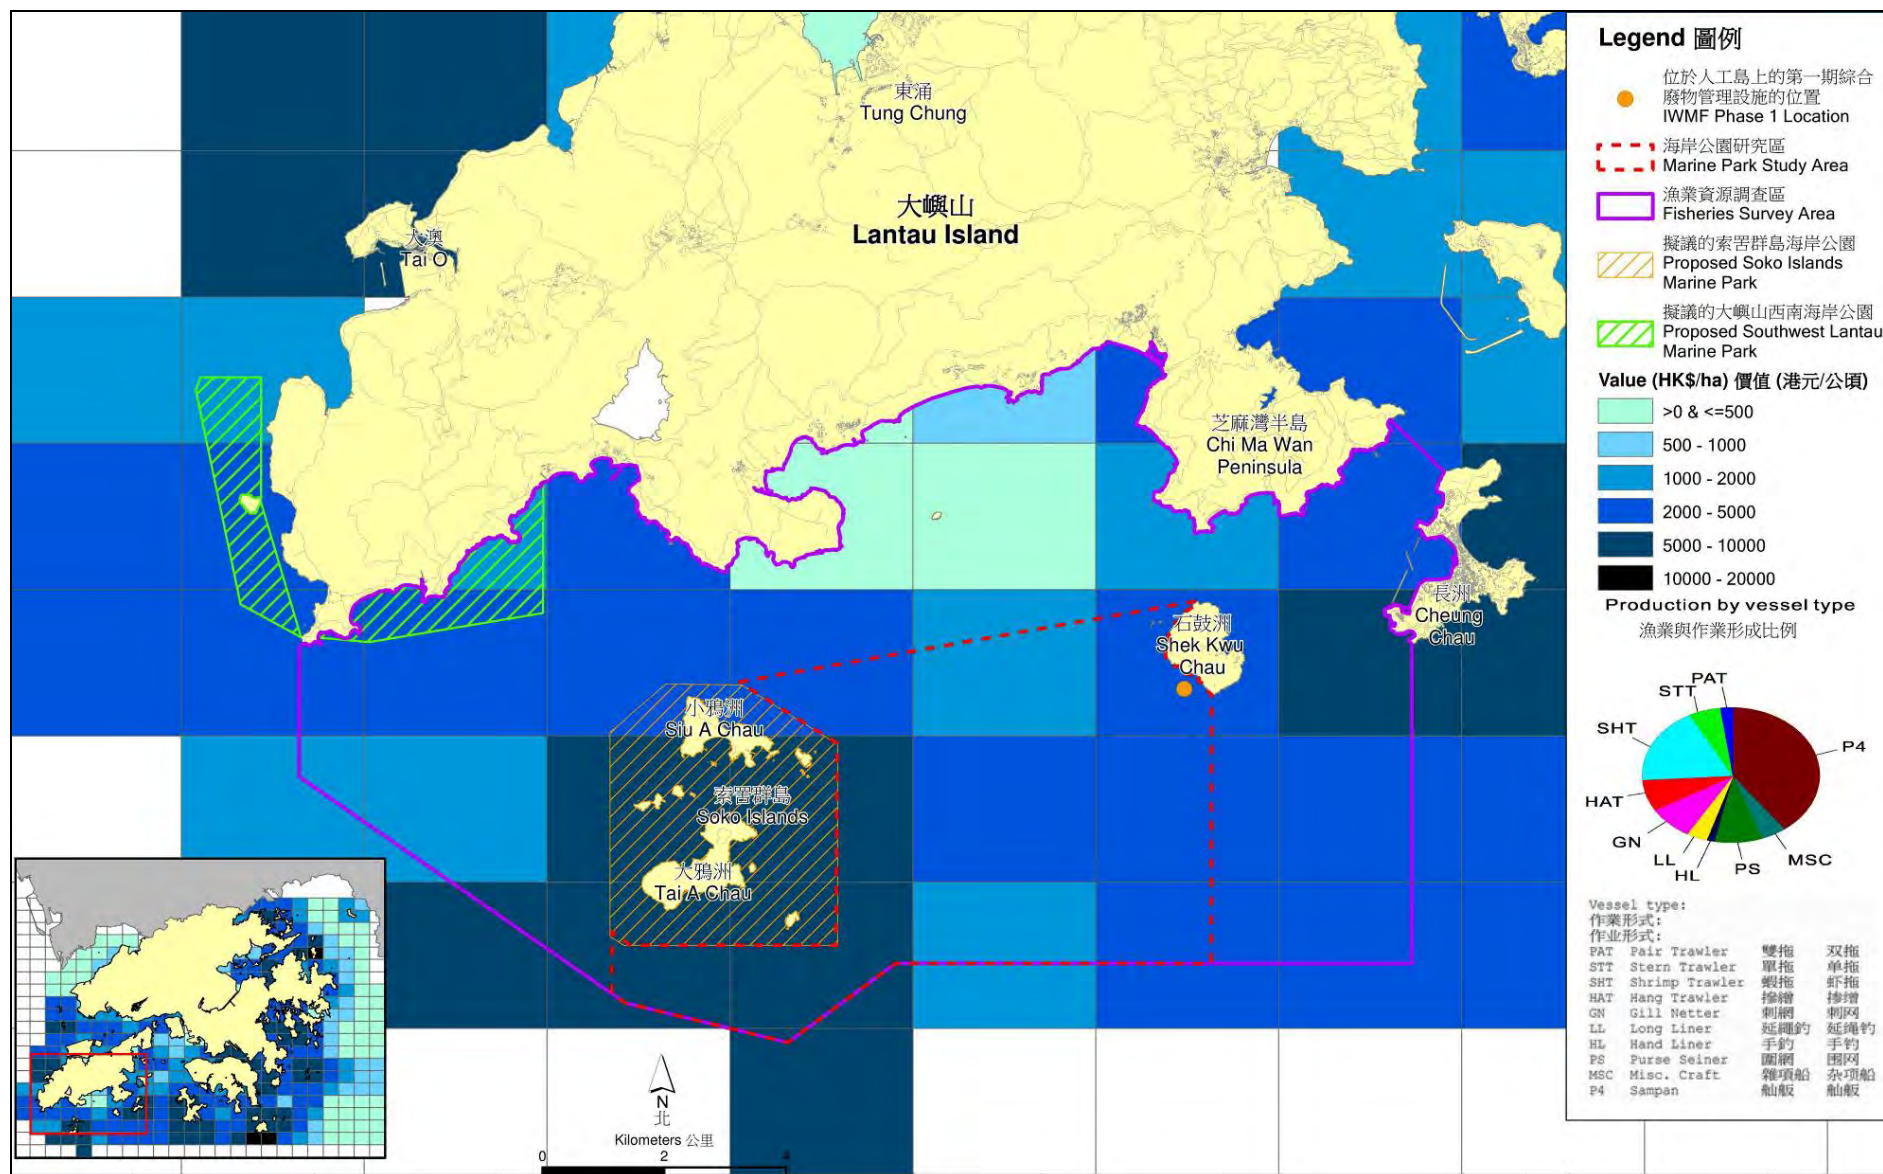 東涌
Tung Chung
大嶼山
Lantau Island
大澳
Tai O
芝麻灣半島
Chi Ma Wan
Peninsula
長洲
Cheung
Chau
石鼓洲
Shek Kwu
Chau
小鴉洲
Siu A Chau
索罟群島
Soko Islands
大鴉洲
Tai A Chau
N
北
Kilometers 公里
0 2 4
Legend 圖例
位於人工島上的第一期綜合
廢物管理設施的位置
IWMF Phase 1 Location
海岸公園研究區
Marine Park Study Area
漁業資源調查區
Fisheries Survey Area
擬議的索罟群島海岸公園
Proposed Soko Islands
Marine Park
擬議的大嶼山西南海岸公園
Proposed Southwest Lantau
Marine Park
Value (HK$/ha) 價值 (港元/公頃)
>0 & <=500
500 - 1000
1000 - 2000
2000 - 5000
5000 - 10000
10000 - 20000
Production by vessel type
漁業與作業形成比例
PAT
STT
SHT
P4
HAT
GN
LL
HL
PS
MSC
Vessel type:
作業形式:
作业形式:
PAT Pair Trawler 雙拖 双拖
STT Stern Trawler 單拖 单拖
SHT Shrimp Trawler 蝦拖 虾拖
HAT Hang Trawler 摻繒 掺缯
GN Gill Netter 刺網 刺网
LL Long Liner 延繩釣 延绳钓
HL Hand Liner 手釣 手钓
PS Purse Seiner 圍網 围网
MSC Misc. Craft 雜項船 杂项船
P4 Sampan 舢舨 舢舨